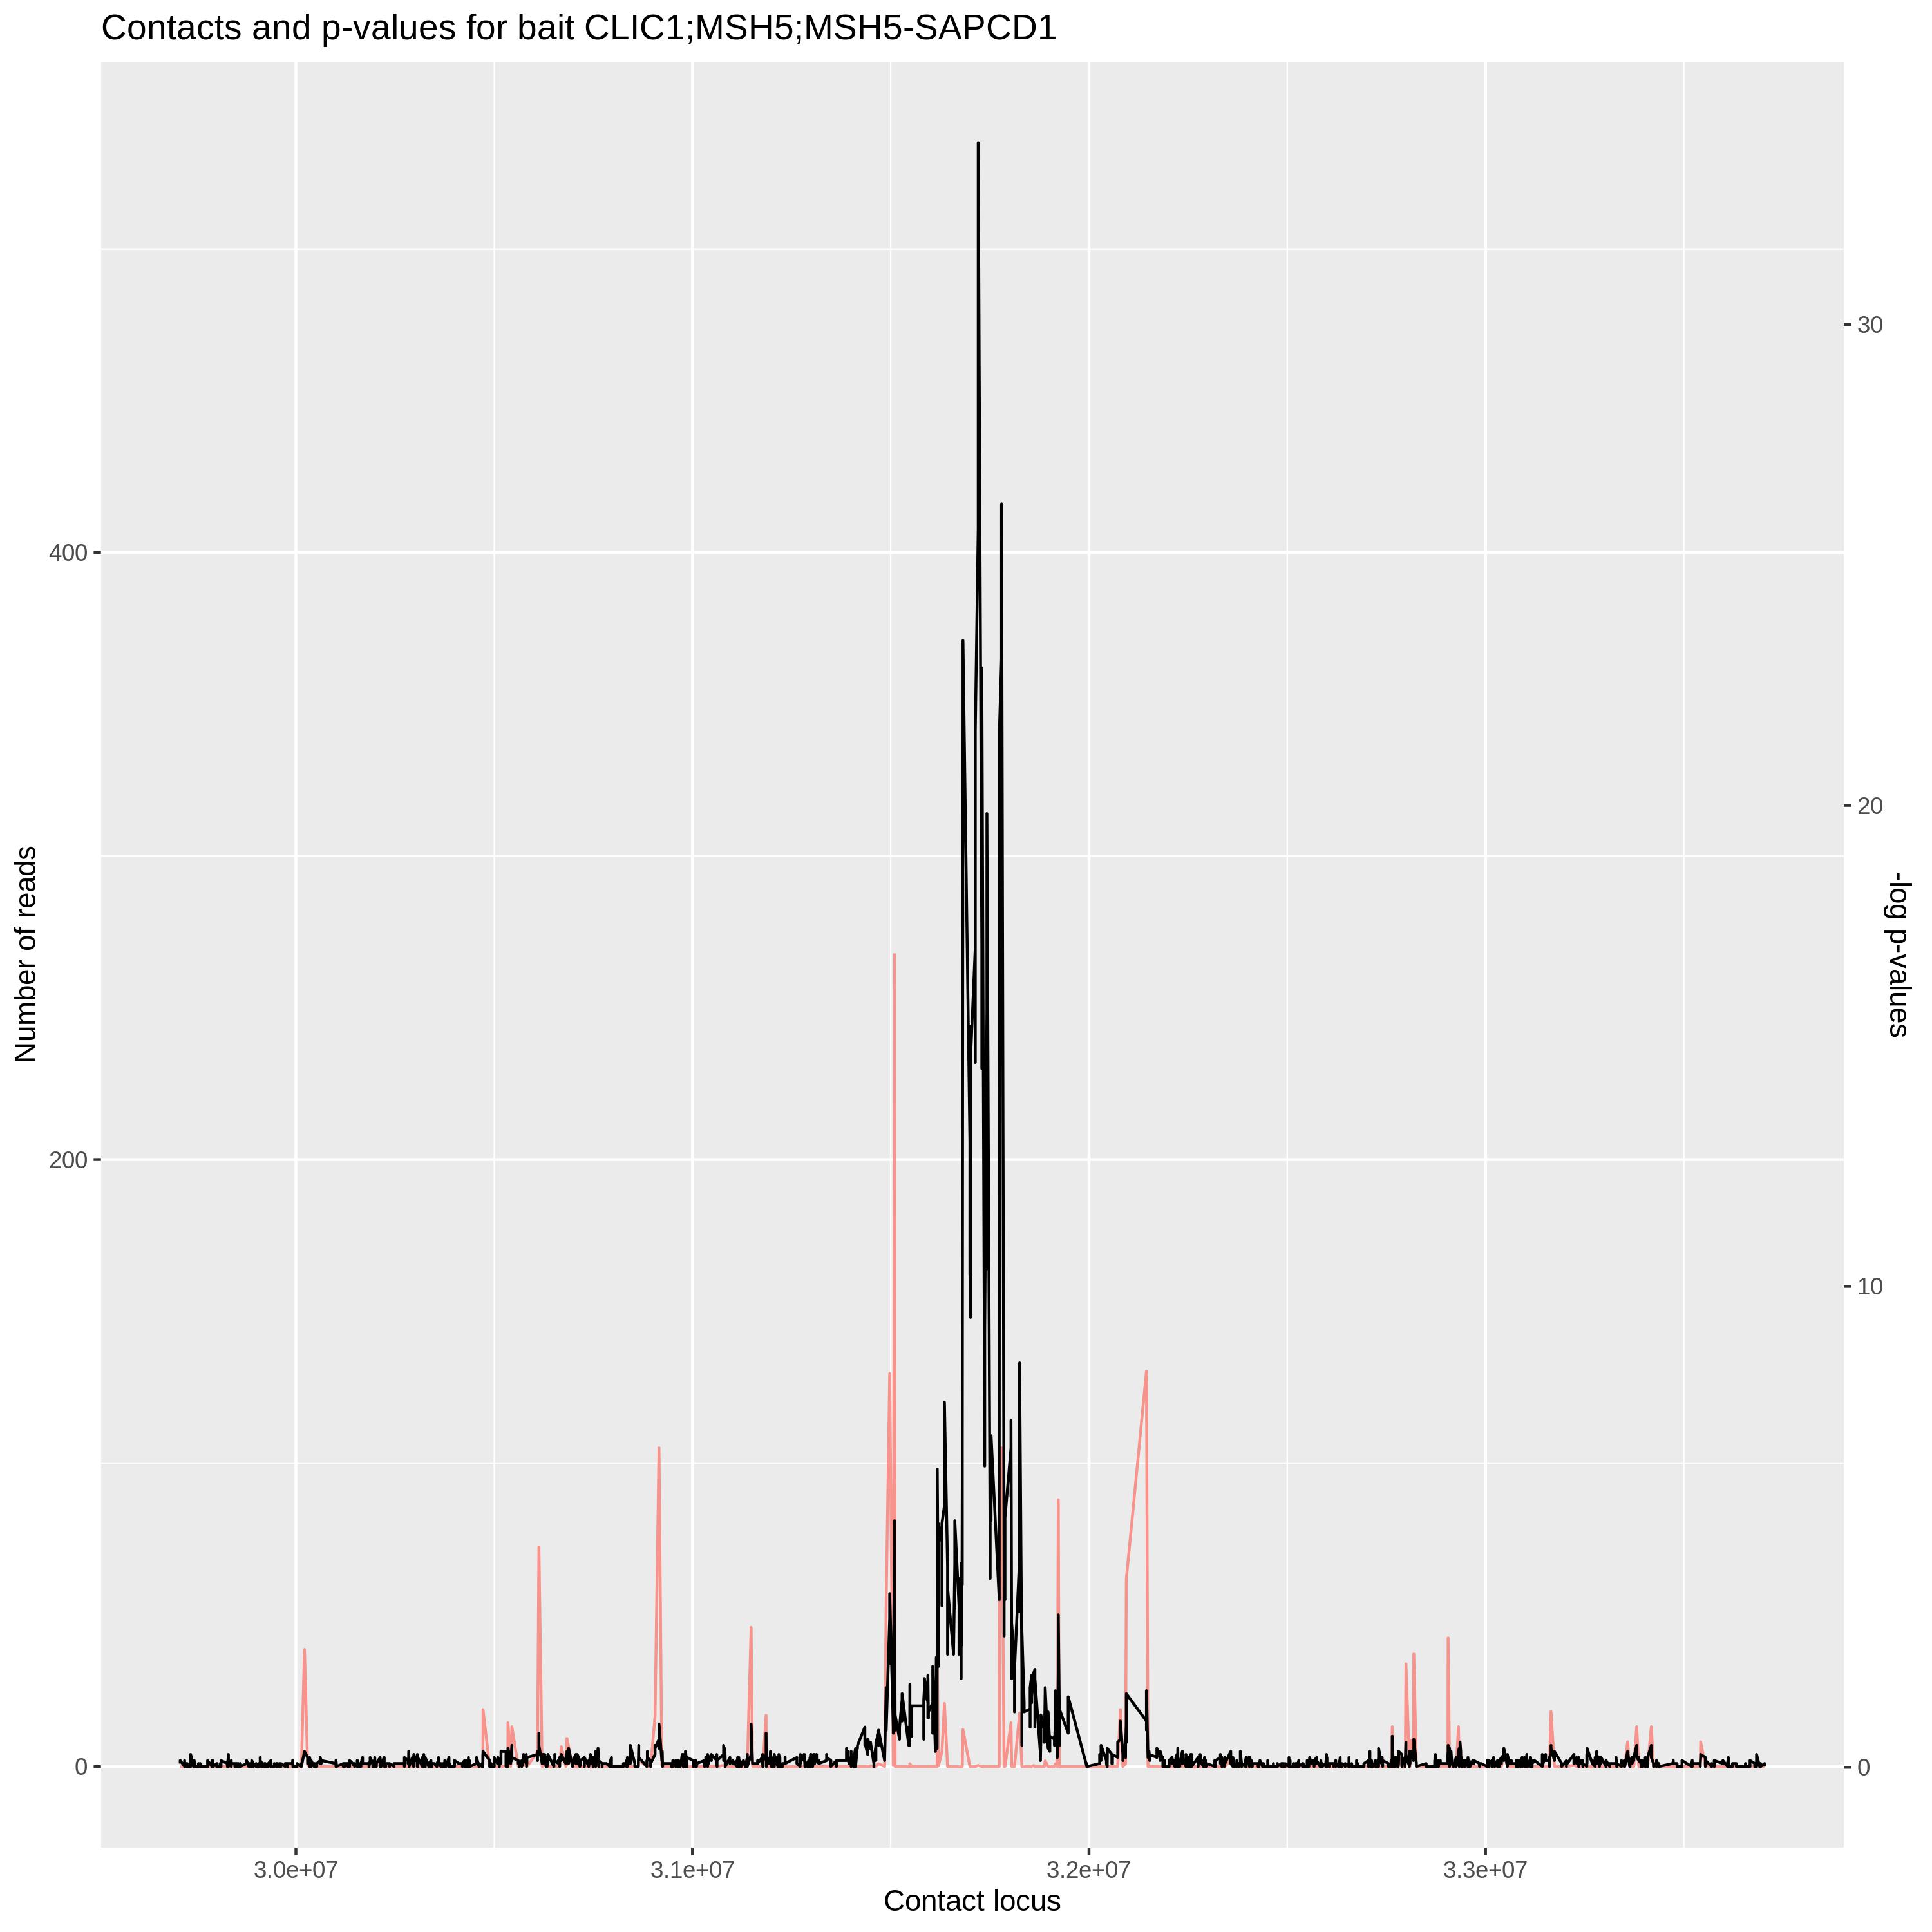 Contacts and p-values for bait CLIC1;MSH5;MSH5-SAPCD1
400
200
0
Number of reads
30
20
10
0
-log p-values
3.0e+07 3.1e+07 3.2e+07 3.3e+07
Contact locus